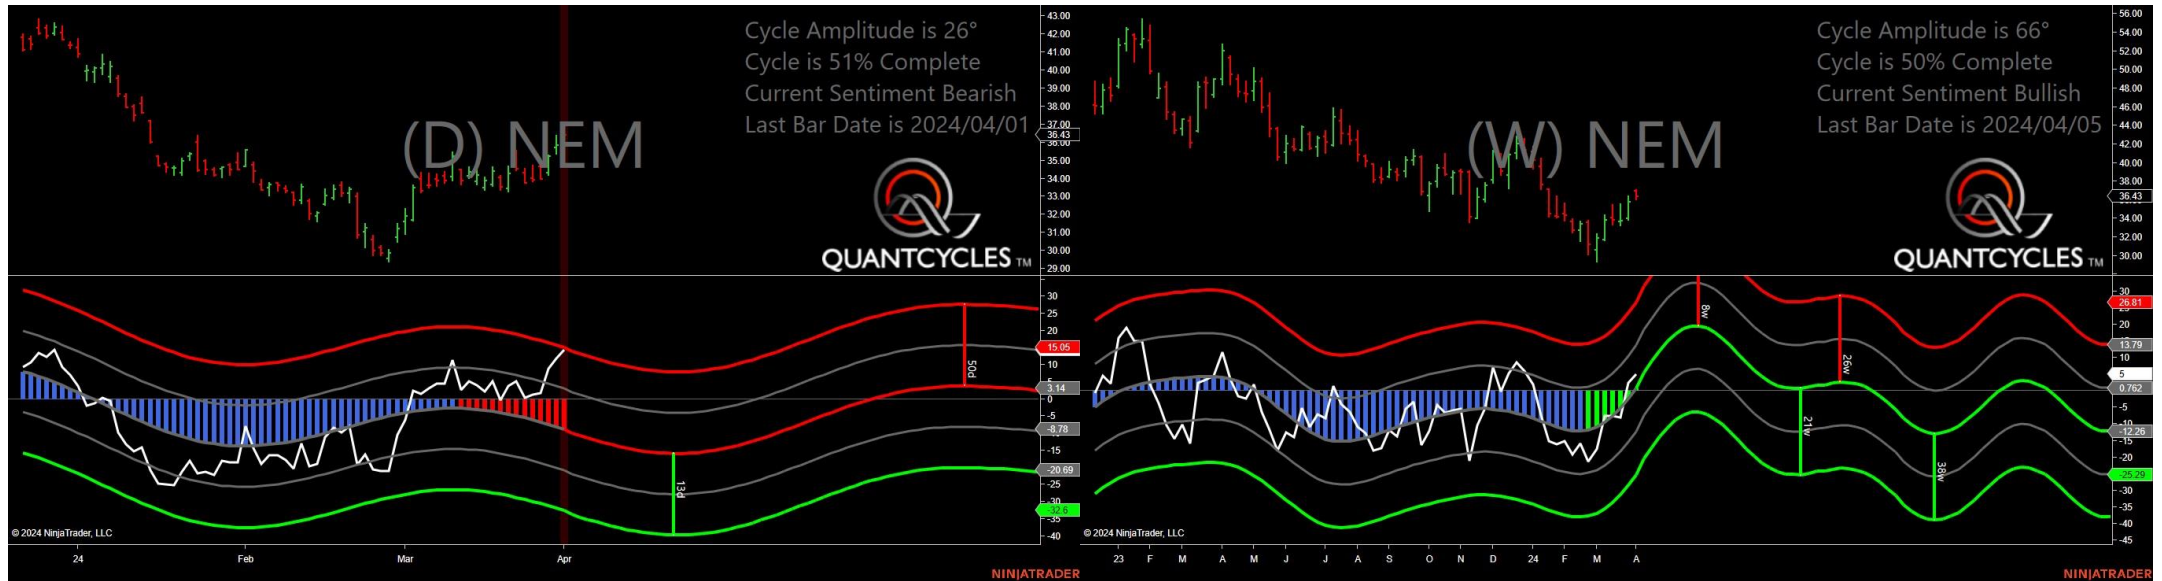 Cycle Amplitude is 26°
Cycle is 51% Complete
Current Sentiment Bearish
Last Bar Date is 2024/04/01
(D) NEM
QUANTCYCLES TM
43.00
42.00
41.00
40.00
39.00
38.00
37.00
36.43
36.00
35.00
34.00
33.00
32.00
31.00
30.00
29.00
30
25
20
15.05
10
5
3.14
0
-5
-8.78
-15
-20.69
-25
-32.6
-35
-40
50d
13d
© 2024 NinjaTrader, LLC
24
Feb
Mar
Apr
NINJATRADER
Cycle Amplitude is 66°
Cycle is 50% Complete
Current Sentiment Bullish
Last Bar Date is 2024/04/05
(W) NEM
QUANTCYCLES TM
56.00
54.00
52.00
50.00
48.00
46.00
44.00
42.00
40.00
38.00
36.43
34.00
32.00
30.00
30
26.81
20
13.79
10
5
0.762
-5
-12.26
-15
-20
-25.29
-30
-35
-40
-45
8w
26w
21w
38w
© 2024 NinjaTrader, LLC
23
F
M
A
M
J
J
A
S
O
N
D
24
F
M
A
NINJATRADER